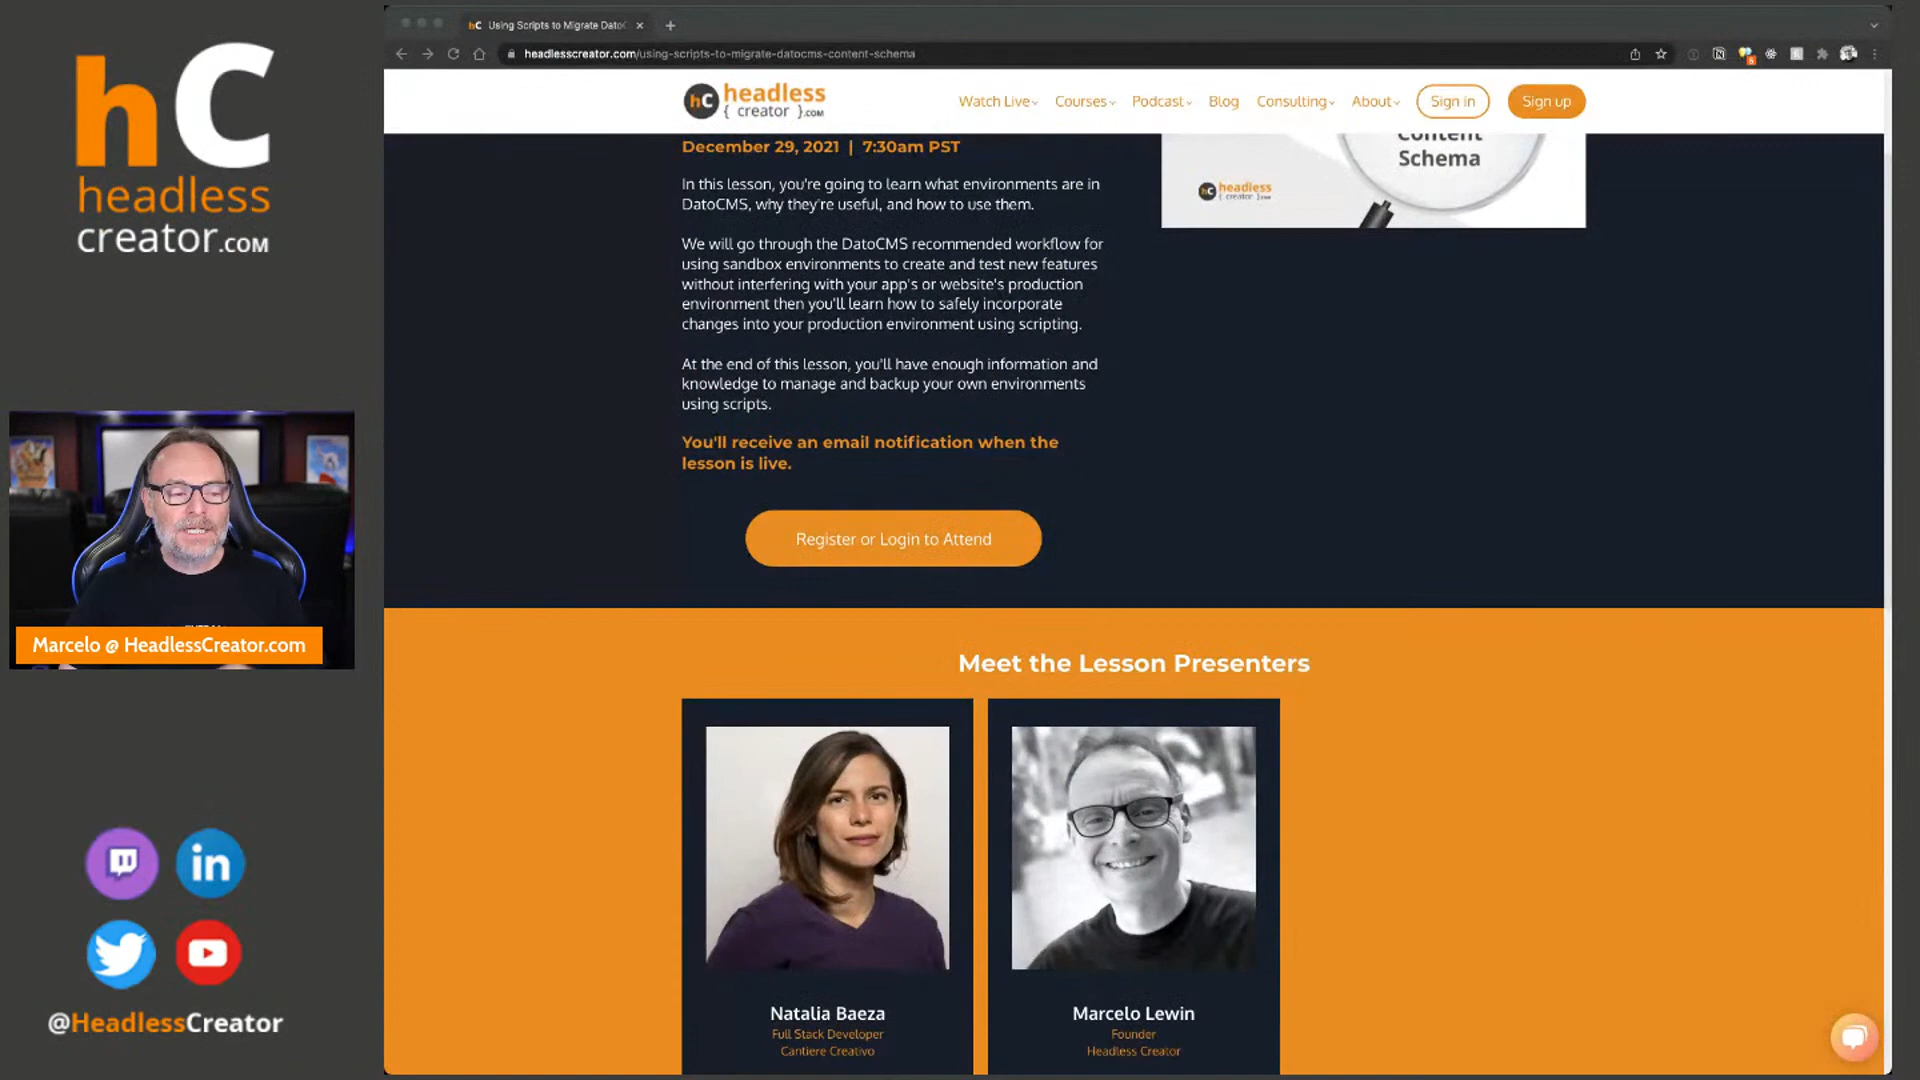 hC
headless
creator.COM
Marcelo @ HeadlessCreator.com
in
@HeadlessCreator
hC Using Scripts to Migrate DatoC
headlesscreator.com/using-scripts-to-migrate-datocms-content-schema
hC headless
{ creator }.COM
Watch Live
Courses
Podcast
Blog
Consulting
About
Sign in
Sign up
December 29, 2021 | 7:30am PST
In this lesson, you're going to learn what environments are in
DatoCMS, why they're useful, and how to use them.
We will go through the DatoCMS recommended workflow for
using sandbox environments to create and test new features
without interfering with your app's or website's production
environment then you'll learn how to safely incorporate
changes into your production environment using scripting.
At the end of this lesson, you'll have enough information and
knowledge to manage and backup your own environments
using scripts.
You'll receive an email notification when the
lesson is live.
Register or Login to Attend
Content
Schema
hC headless
{ creator }.COM
Meet the Lesson Presenters
Natalia Baeza
Full Stack Developer
Cantiere Creativo
Marcelo Lewin
Founder
Headless Creator